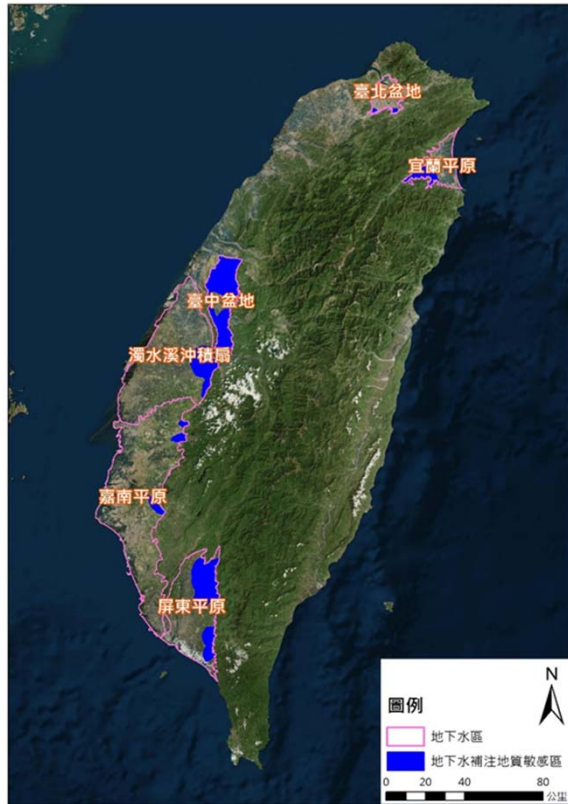 臺北盆地
宜蘭平原
臺中盆地
濁水溪沖積扇
嘉南平原
屏東平原
N
圖例
地下水區
地下水補注地質敏感區
0 20 40 80
公里